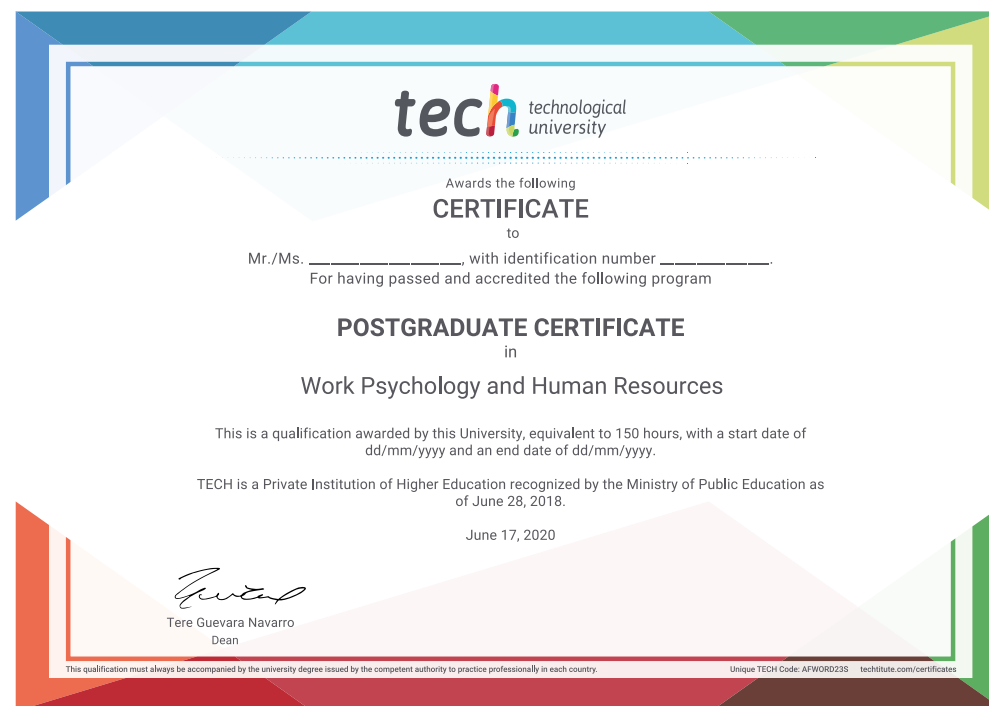 tech technological
university
Awards the following
CERTIFICATE
to
Mr./Ms. ________________, with identification number ____________.
For having passed and accredited the following program
POSTGRADUATE CERTIFICATE
in
Work Psychology and Human Resources
This is a qualification awarded by this University, equivalent to 150 hours, with a start date of
dd/mm/yyyy and an end date of dd/mm/yyyy.
TECH is a Private Institution of Higher Education recognized by the Ministry of Public Education as
of June 28, 2018.
June 17, 2020
Tere Guevara Navarro
Dean
This qualification must always be accompanied by the university degree issued by the competent authority to practice professionally in each country. Unique TECH Code: AFWORD23S techtitute.com/certificates